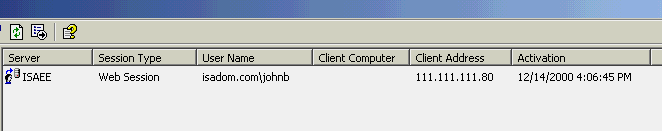 Server Session Type User Name Client Computer Client Address Activation
ISAEE Web Session isadom.com\johnb 111.111.111.80 12/14/2000 4:06:45 PM